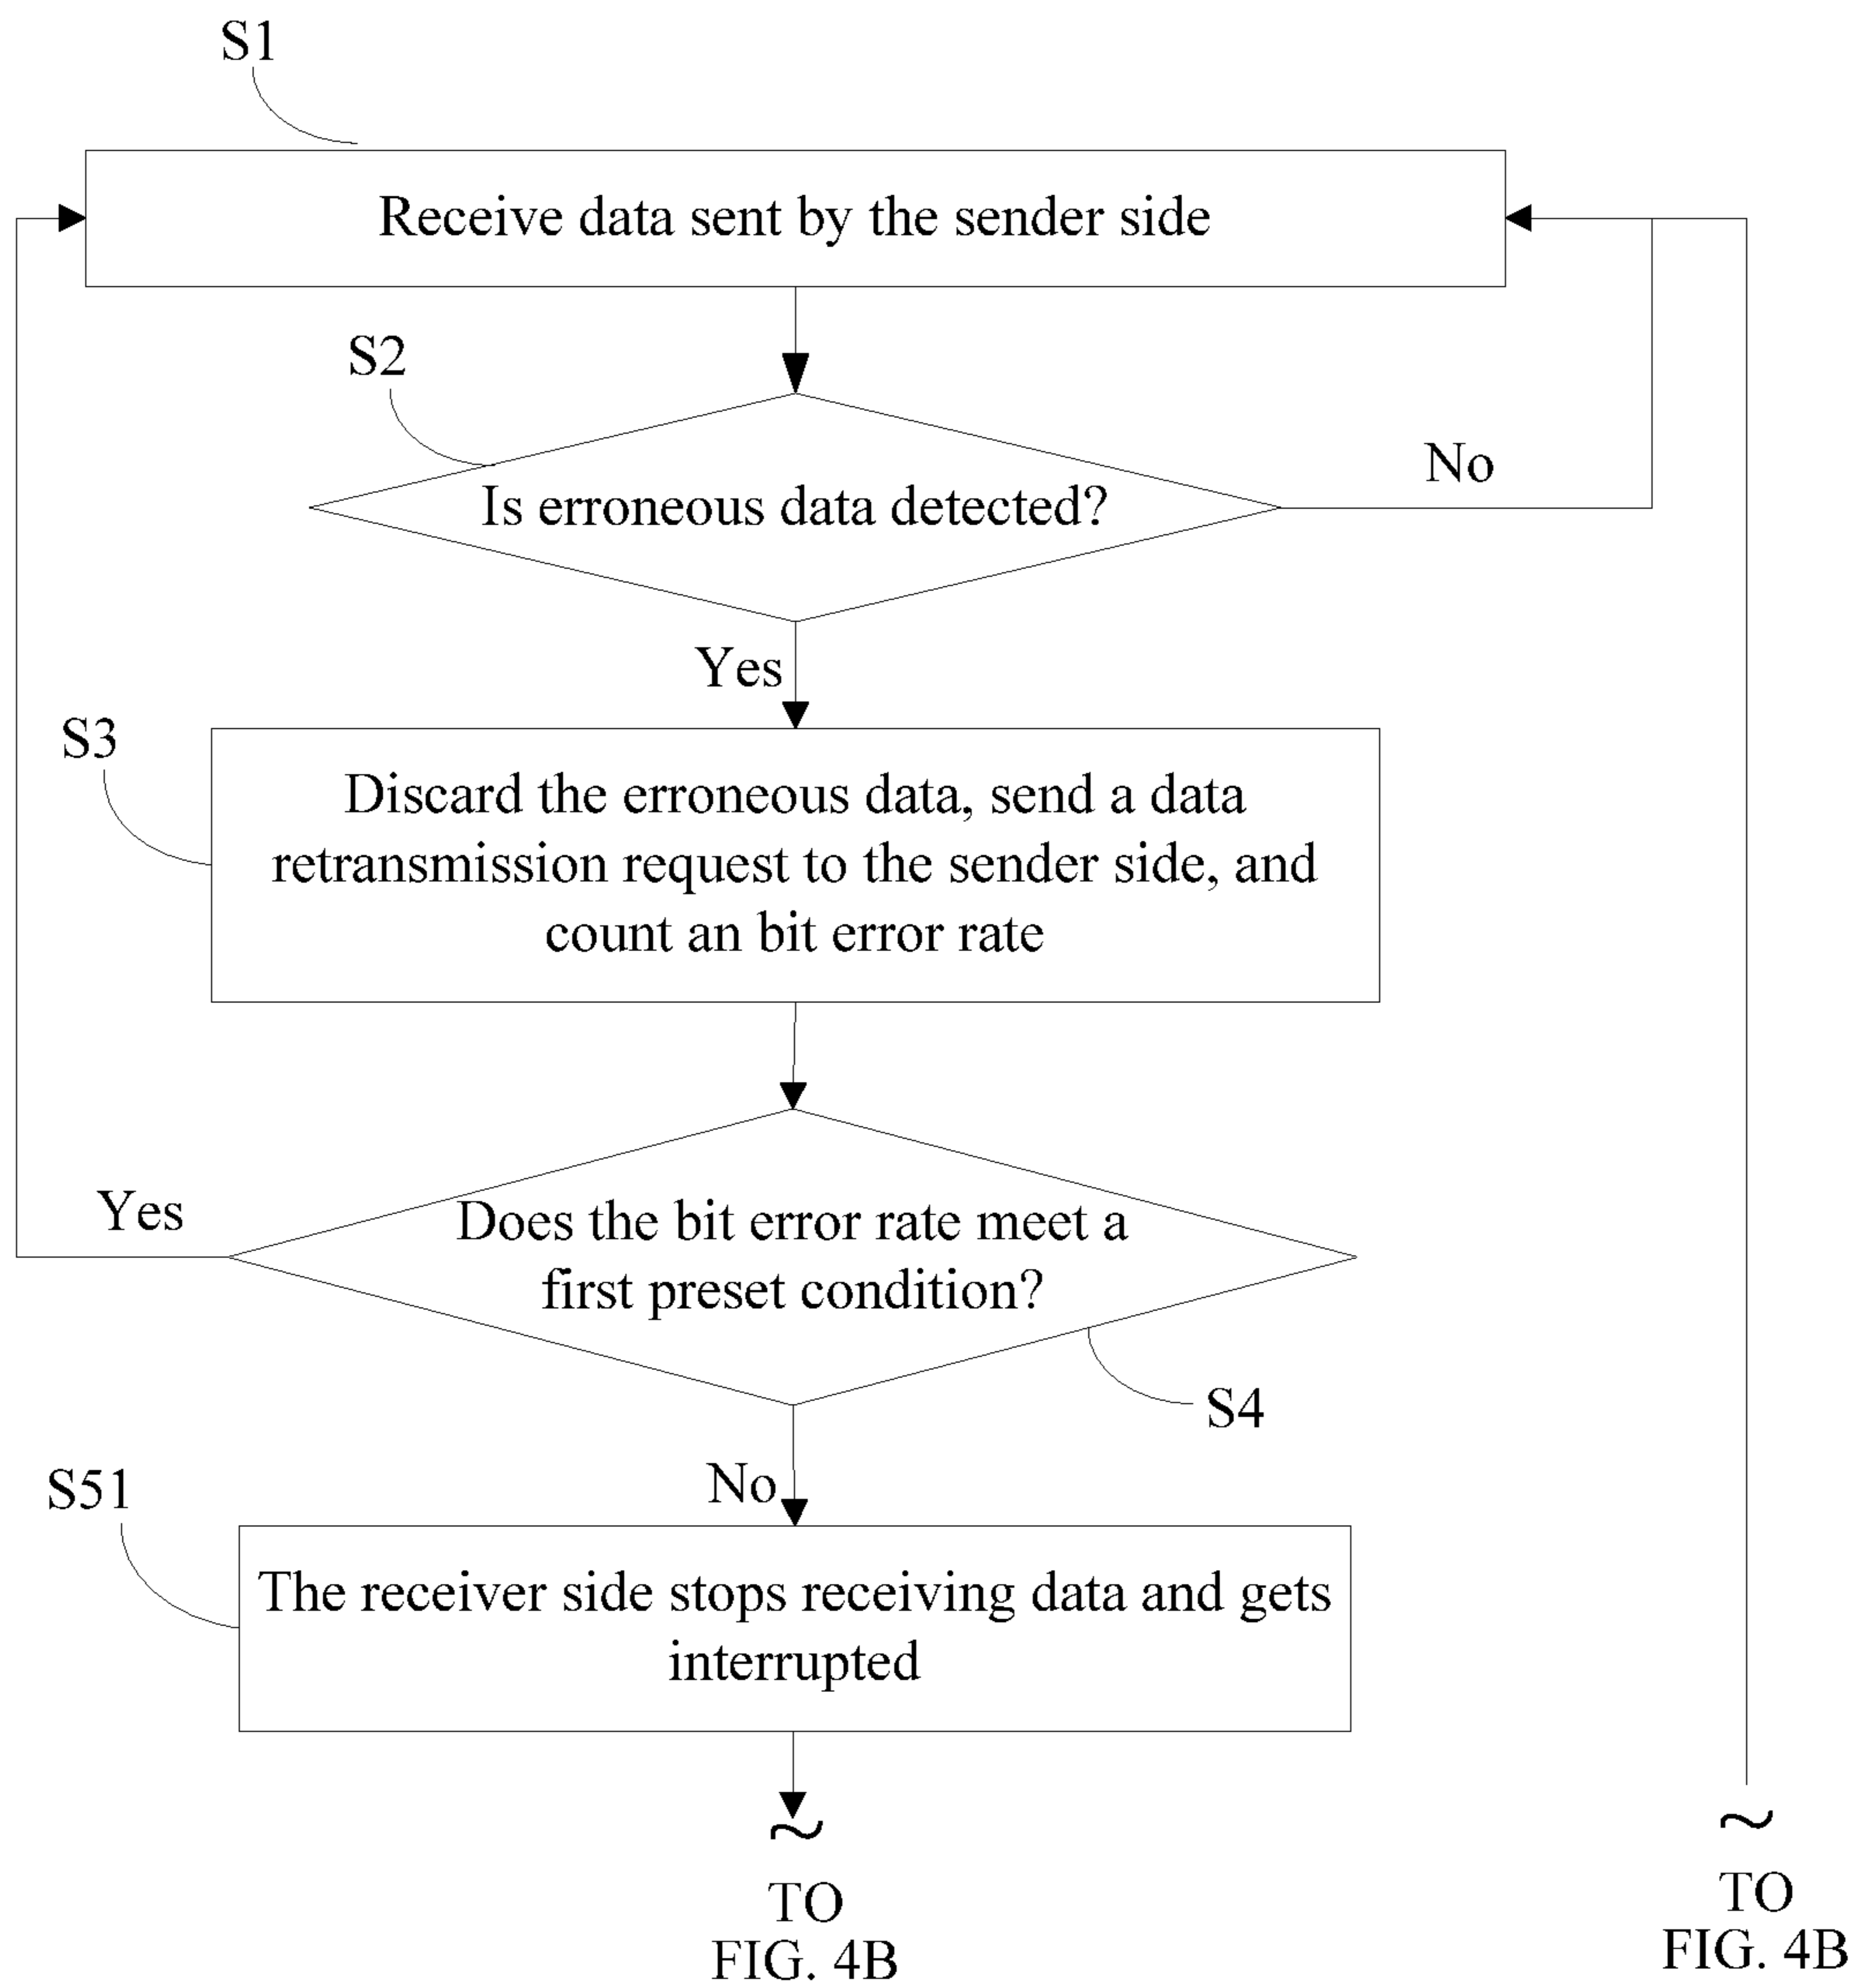 S1
Receive data sent by the sender side
S2
Is erroneous data detected?
No
Yes
S3
Discard the erroneous data, send a data
retransmission request to the sender side, and
count an bit error rate
Yes
Does the bit error rate meet a
first preset condition?
S4
No
S51
The receiver side stops receiving data and gets
interrupted
~
TO
FIG. 4B
~
TO
FIG. 4B